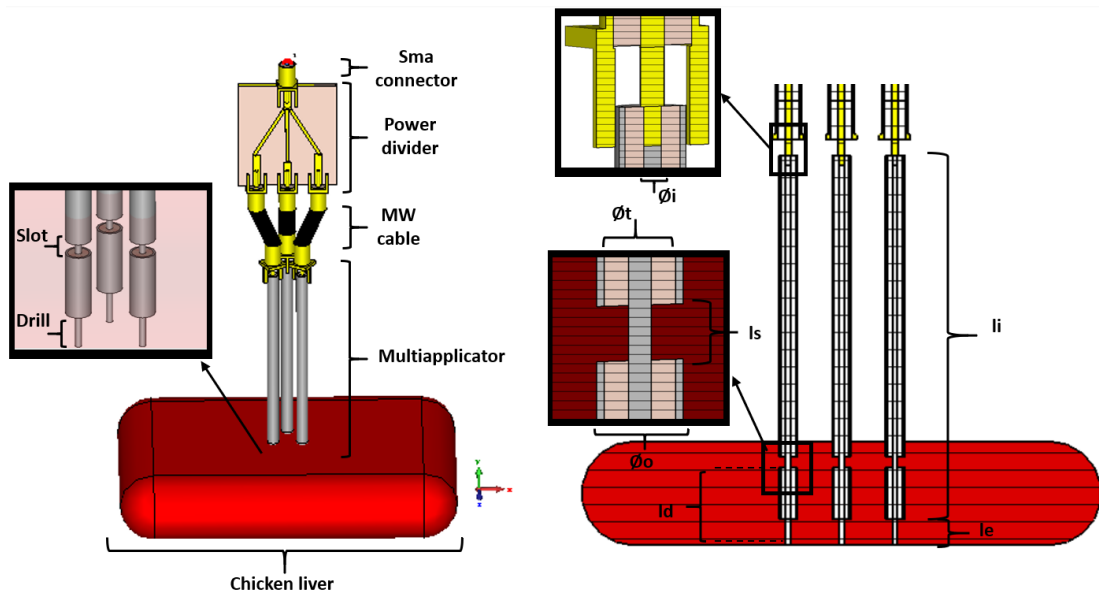 Sma
connector
Power
divider
MW
cable
Slot
Drill
Multiapplicator
Chicken liver
y
x
z
Øi
Øt
ls
Øo
li
ld
le